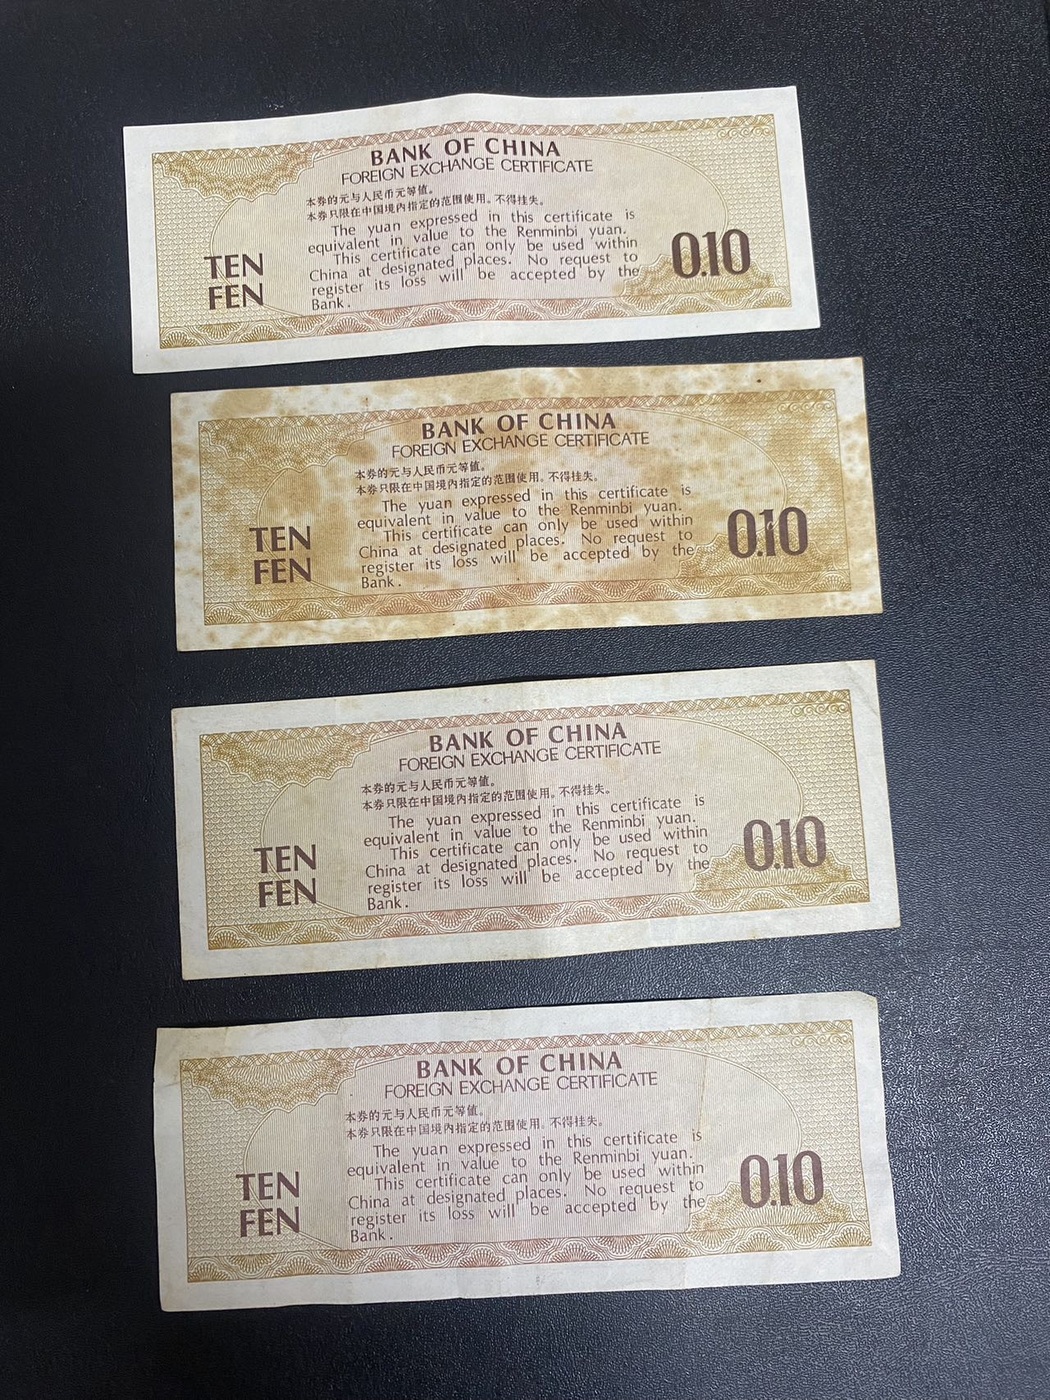 BANK OF CHINA
FOREIGN EXCHANGE CERTIFICATE
本券的元与人民币元等值。
本券只限在中国境内指定的范围使用。不得挂失。
The yuan expressed in this certificate is
equivalent in value to the Renminbi yuan.
This certificate can only be used within
China at designated places. No request to
register its loss will be accepted by the
Bank.
TEN
FEN
0.10
BANK OF CHINA
FOREIGN EXCHANGE CERTIFICATE
本券的元与人民币元等值。
本券只限在中国境内指定的范围使用。不得挂失。
The yuan expressed in this certificate is
equivalent in value to the Renminbi yuan.
This certificate can only be used within
China at designated places. No request to
register its loss will be accepted by the
Bank.
TEN
FEN
0.10
BANK OF CHINA
FOREIGN EXCHANGE CERTIFICATE
本券的元与人民币元等值。
本券只限在中国境内指定的范围使用。不得挂失。
The yuan expressed in this certificate is
equivalent in value to the Renminbi yuan.
This certificate can only be used within
China at designated places. No request to
register its loss will be accepted by the
Bank.
TEN
FEN
0.10
BANK OF CHINA
FOREIGN EXCHANGE CERTIFICATE
本券的元与人民币元等值。
本券只限在中国境内指定的范围使用。不得挂失。
The yuan expressed in this certificate is
equivalent in value to the Renminbi yuan.
This certificate can only be used within
China at designated places. No request to
register its loss will be accepted by the
Bank.
TEN
FEN
0.10